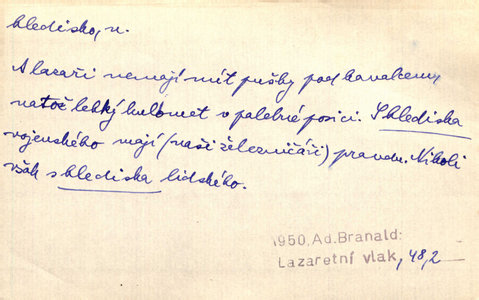 hledisko, n.
A lazaři nemají mít pušky pod kavalcemi,
natož lehký kulomet v palebné posici. S hlediska
vojenského mají (naši železničáři) pravdu. Nikoli
však s hlediska lidského.
1950, Ad. Branald:
Lazaretní vlak, 48,2